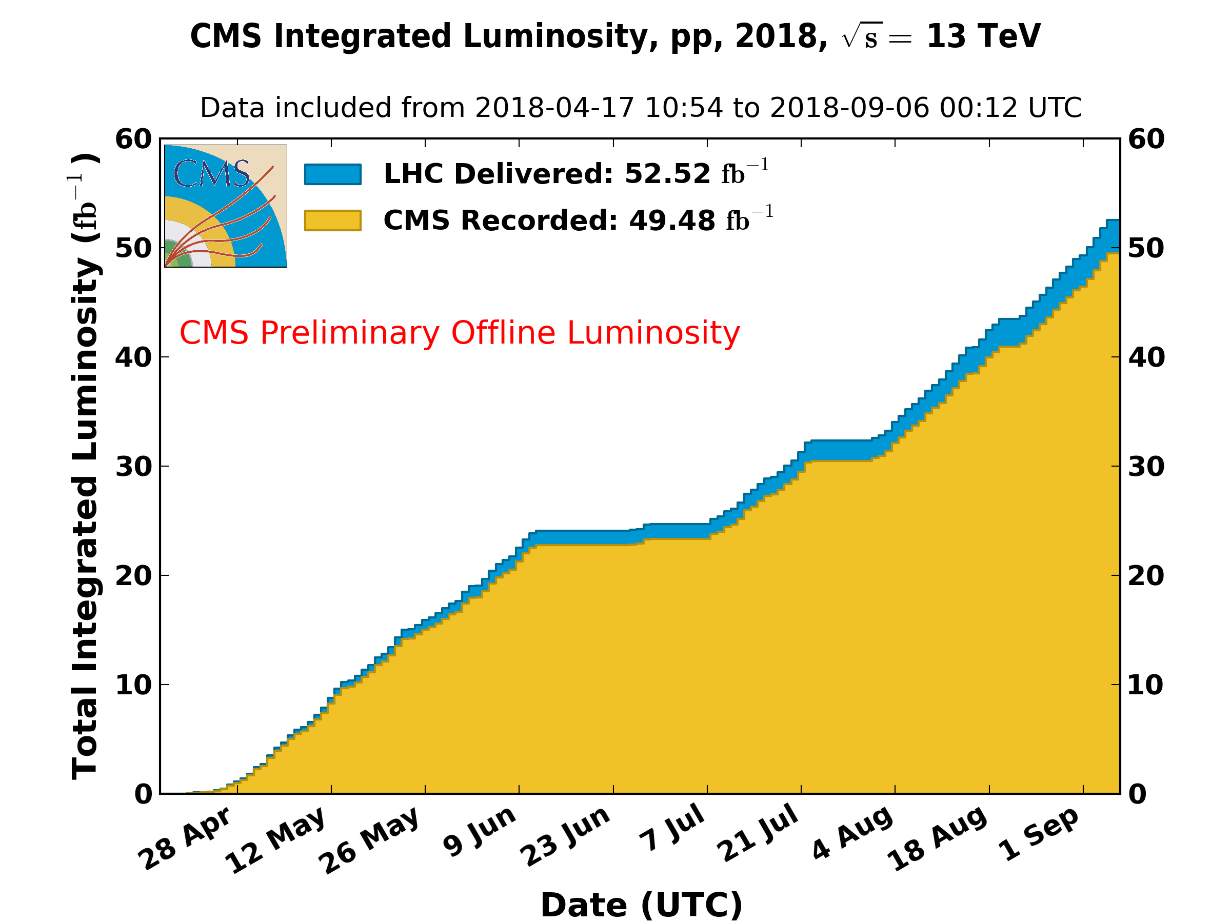 CMS Integrated Luminosity, pp, 2018, √s = 13 TeV
Data included from 2018-04-17 10:54 to 2018-09-06 00:12 UTC
CMS
LHC Delivered: 52.52 fb⁻¹
CMS Recorded: 49.48 fb⁻¹
CMS Preliminary Offline Luminosity
Total Integrated Luminosity (fb⁻¹)
60
50
40
30
20
10
0
60
50
40
30
20
10
0
28 Apr
12 May
26 May
9 Jun
23 Jun
7 Jul
21 Jul
4 Aug
18 Aug
1 Sep
Date (UTC)